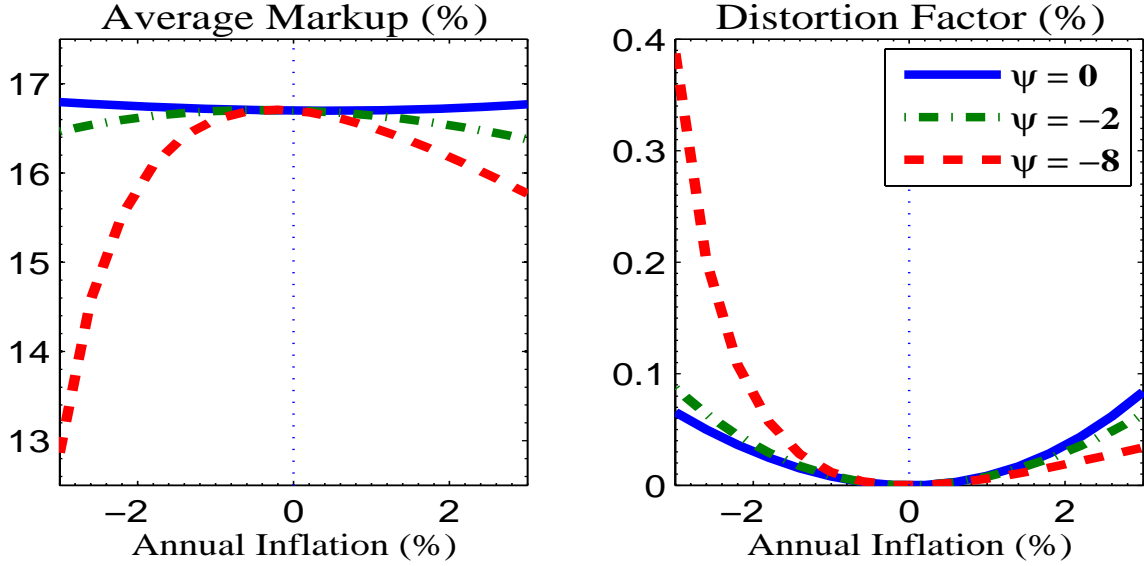 Average Markup (%)
17
16
15
14
13
−2
0
2
Annual Inflation (%)
Distortion Factor (%)
0.4
0.3
0.2
0.1
0
−2
0
2
Annual Inflation (%)
ψ = 0
ψ = −2
ψ = −8